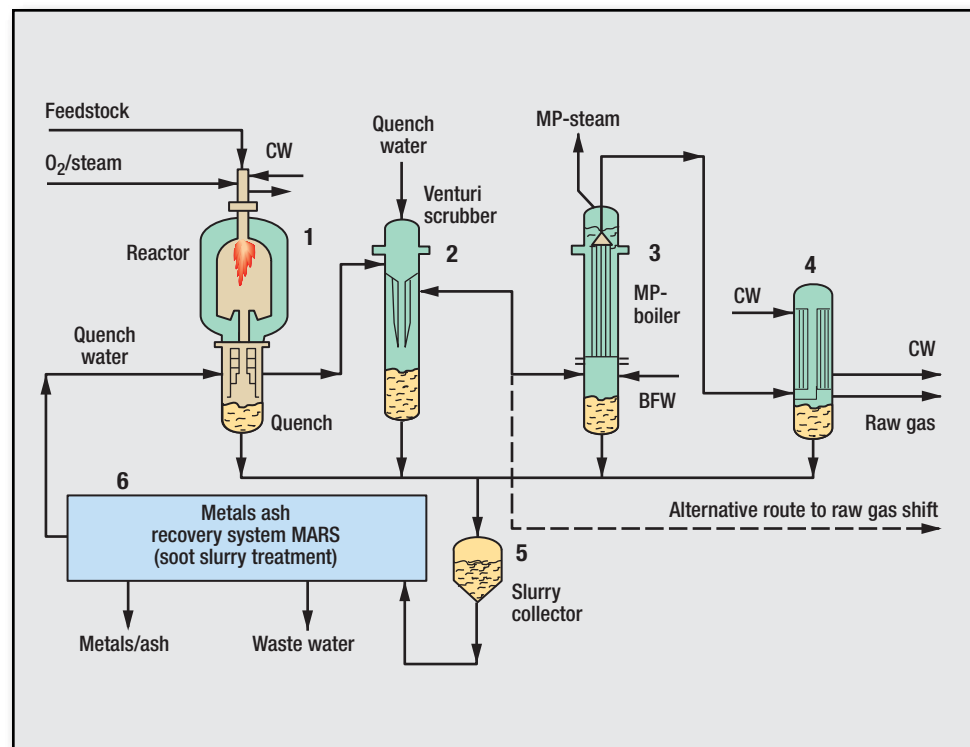 Feedstock
O2/steam
CW
Reactor
1
Quench
water
Quench
Quench
water
Venturi
scrubber
2
MP-steam
3
MP-
boiler
BFW
4
CW
CW
Raw gas
Alternative route to raw gas shift
6
Metals ash
recovery system MARS
(soot slurry treatment)
5
Slurry
collector
Metals/ash
Waste water